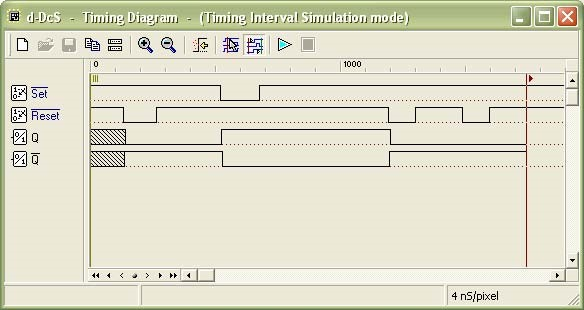 d-DcS - Timing Diagram - (Timing Interval Simulation mode)
0 1000
Set
Reset
Q
Q̅
4 nS/pixel